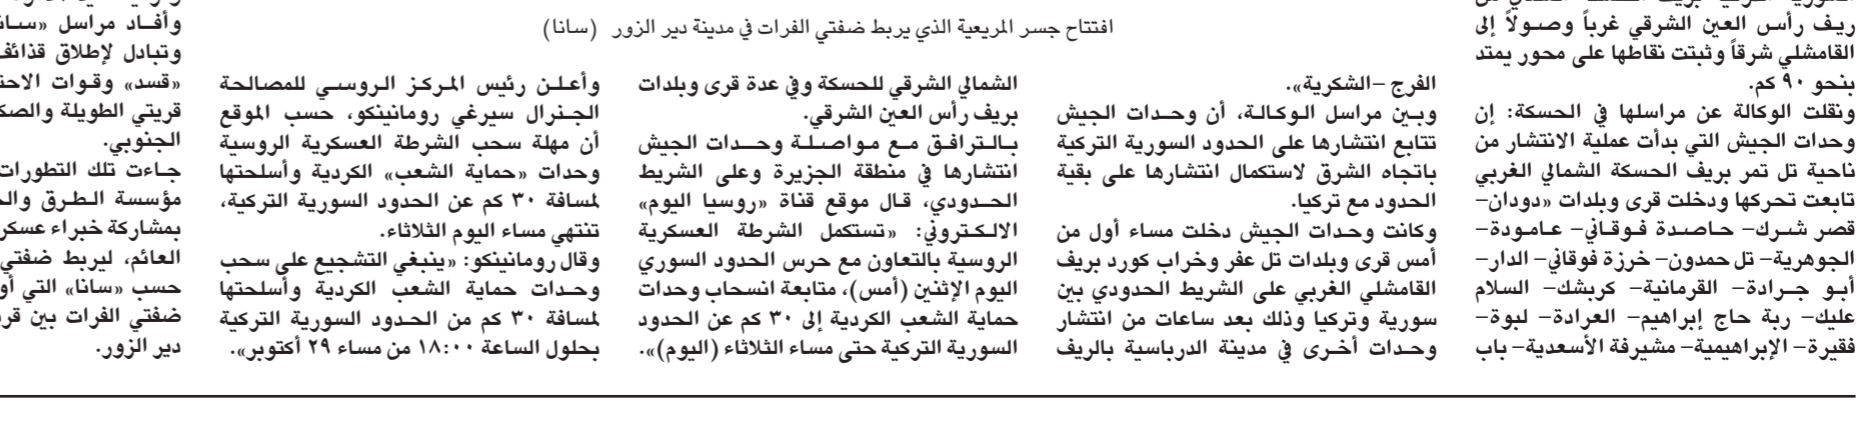 افتتاح جسر المريعية الذي يربط ضفتي الفرات في مدينة دير الزور (سانا)
ريف رأس العين الشرقي غرباً وصولاً إلى
القامشلي شرقاً وثبتت نقاطها على محور يمتد
بنحو ٩٠ كم.
ونقلت الوكالة عن مراسلها في الحسكة: إن
وحدات الجيش التي بدأت عملية الانتشار من
ناحية تل تمر بريف الحسكة الشمالي الغربي
تابعت تحركها ودخلت قرى وبلدات «دودان–
قصر شرك– حاصدة فوقاني– عامودة–
الجوهرية– تل حمدون– خرزة فوقاني– الدار–
أبو جرادة– القرمانية– كربشك– السلام
عليك– ربة حاج إبراهيم– العرادة– لبوة–
فقيرة– الإبراهيمية– مشيرفة الأسعدية– باب
الفرج –الشكرية».
وبين مراسل الوكالة، أن وحدات الجيش
تتابع انتشارها على الحدود السورية التركية
باتجاه الشرق لاستكمال انتشارها على بقية
الحدود مع تركيا.
وكانت وحدات الجيش دخلت مساء أول من
أمس قرى وبلدات تل عفر وخراب كورد بريف
القامشلي الغربي على الشريط الحدودي بين
سورية وتركيا وذلك بعد ساعات من انتشار
وحدات أخرى في مدينة الدرباسية بالريف
الشمالي الشرقي للحسكة وفي عدة قرى وبلدات
بريف رأس العين الشرقي.
بالترافق مع مواصلة وحدات الجيش
انتشارها في منطقة الجزيرة وعلى الشريط
الحدودي، قال موقع قناة «روسيا اليوم»
الالكتروني: «تستكمل الشرطة العسكرية
الروسية بالتعاون مع حرس الحدود السوري
اليوم الإثنين (أمس)، متابعة انسحاب وحدات
حماية الشعب الكردية إلى ٣٠ كم عن الحدود
السورية التركية حتى مساء الثلاثاء (اليوم)».
وأعلن رئيس المركز الروسي للمصالحة
الجنرال سيرغي رومانينكو، حسب الموقع
أن مهلة سحب الشرطة العسكرية الروسية
وحدات «حماية الشعب» الكردية وأسلحتها
لمسافة ٣٠ كم عن الحدود السورية التركية،
تنتهي مساء اليوم الثلاثاء.
وقال رومانينكو: «ينبغي التشجيع على سحب
وحدات حماية الشعب الكردية وأسلحتها
لمسافة ٣٠ كم من الحدود السورية التركية
بحلول الساعة ١٨:٠٠ من مساء ٢٩ أكتوبر».
وأفاد مراسل
وتبادل لإطلاق قذائف
«قسد» وقوات
قريتي الطويلة
الجنوبي.
جاءت تلك التطورات
مؤسسة الطرق
بمشاركة خبراء
العائم، ليربط ضفتي
حسب «سانا» التي
ضفتي الفرات بين
دير الزور.